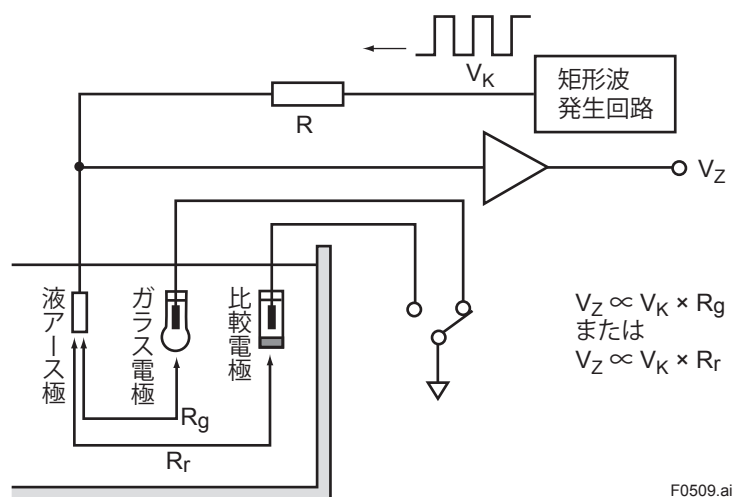 V_K
矩形波
発生回路
R
V_Z
液アース極
ガラス電極
比較電極
V_Z ∝ V_K × R_g
または
V_Z ∝ V_K × R_r
R_g
R_r
F0509.ai